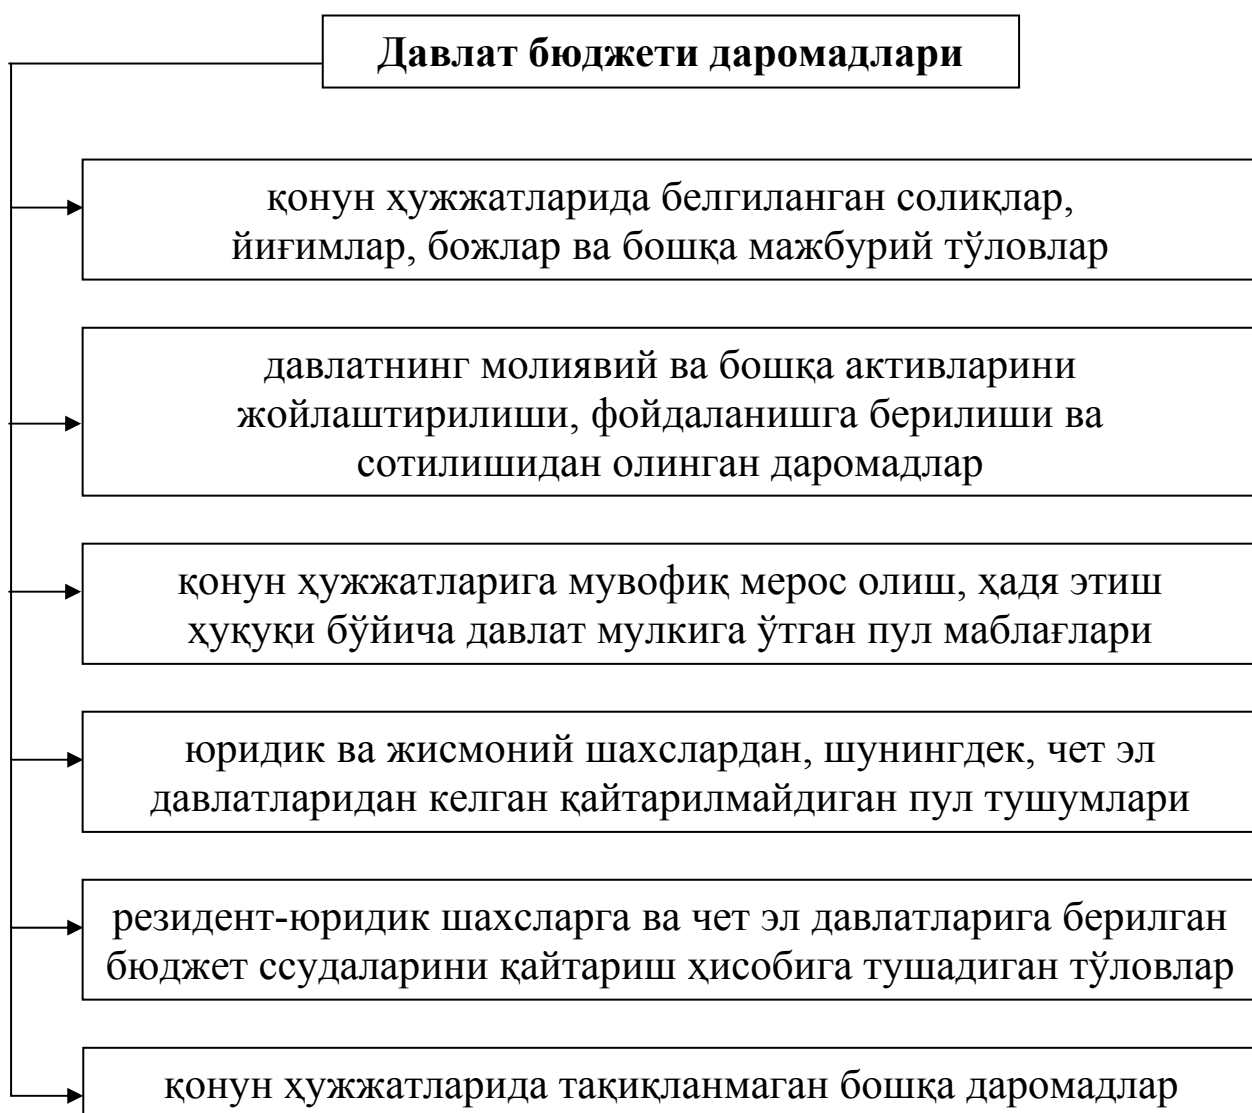 Давлат бюджети даромадлари
қонун ҳужжатларида белгиланган солиқлар,
йиғимлар, божлар ва бошқа мажбурий тўловлар
давлатнинг молиявий ва бошқа активларини
жойлаштирилиши, фойдаланишга берилиши ва
сотилишидан олинган даромадлар
қонун ҳужжатларига мувофиқ мерос олиш, ҳадя этиш
ҳуқуқи бўйича давлат мулкига ўтган пул маблағлари
юридик ва жисмоний шахслардан, шунингдек, чет эл
давлатларидан келган қайтарилмайдиган пул тушумлари
резидент-юридик шахсларга ва чет эл давлатларига берилган
бюджет ссудаларини қайтариш ҳисобига тушадиган тўловлар
қонун ҳужжатларида тақиқланмаган бошқа даромадлар